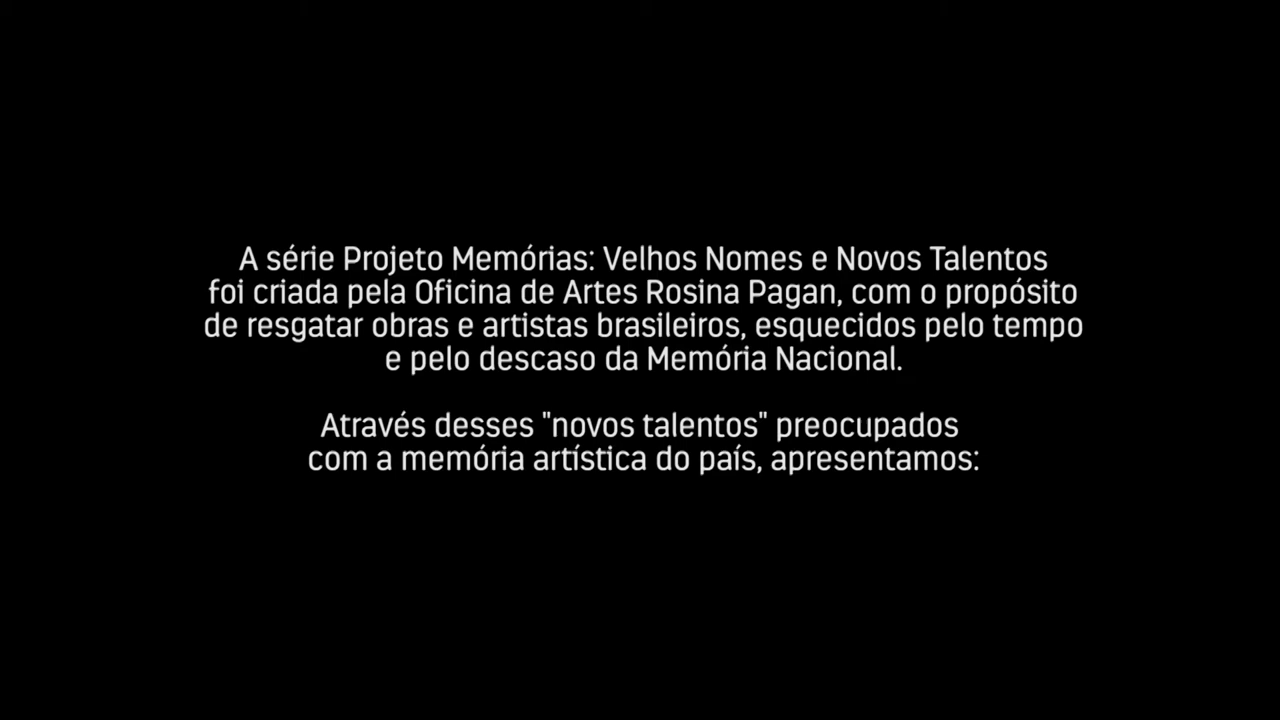 A série Projeto Memórias: Velhos Nomes e Novos Talentos
foi criada pela Oficina de Artes Rosina Pagan, com o propósito
de resgatar obras e artistas brasileiros, esquecidos pelo tempo
e pelo descaso da Memória Nacional.
Através desses "novos talentos" preocupados
com a memória artística do país, apresentamos: